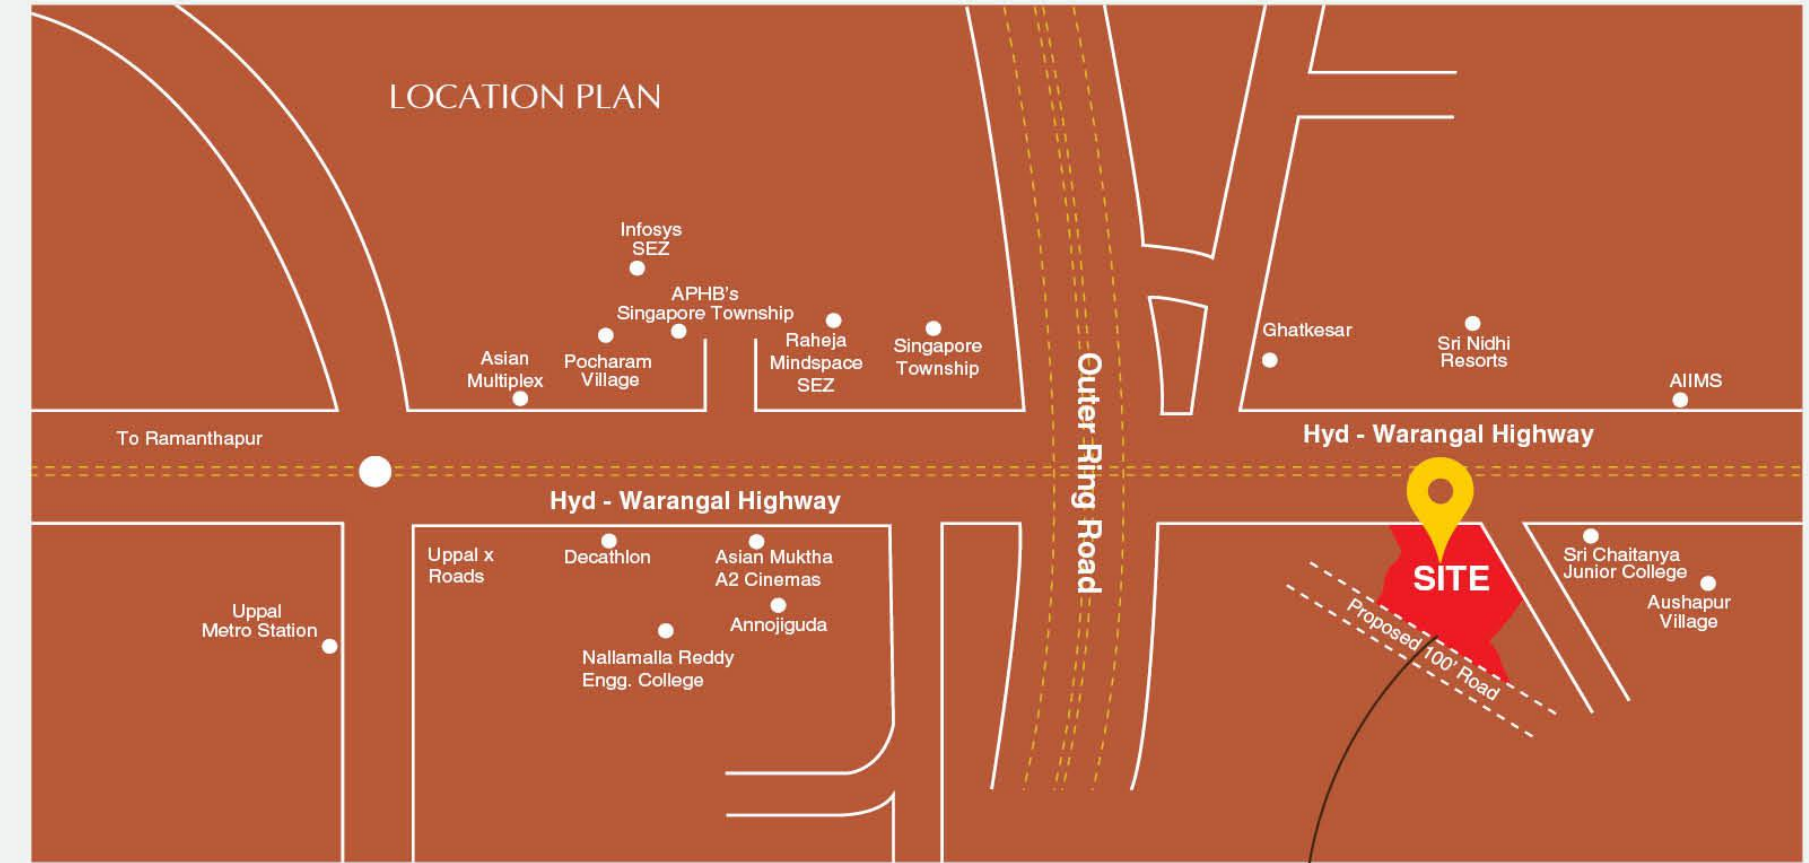 LOCATION PLAN
Infosys
SEZ
APHB's
Singapore Township
Asian
Multiplex
Pocharam
Village
Raheja
Mindspace
SEZ
Singapore
Township
Ghatkesar
Sri Nidhi
Resorts
AIIMS
To Ramanthapur
Hyd - Warangal Highway
Outer Ring Road
Hyd - Warangal Highway
Uppal x
Roads
Decathlon
Asian Muktha
A2 Cinemas
Annojiguda
Nallamalla Reddy
Engg. College
Uppal
Metro Station
SITE
Proposed 100' Road
Sri Chaitanya
Junior College
Aushapur
Village